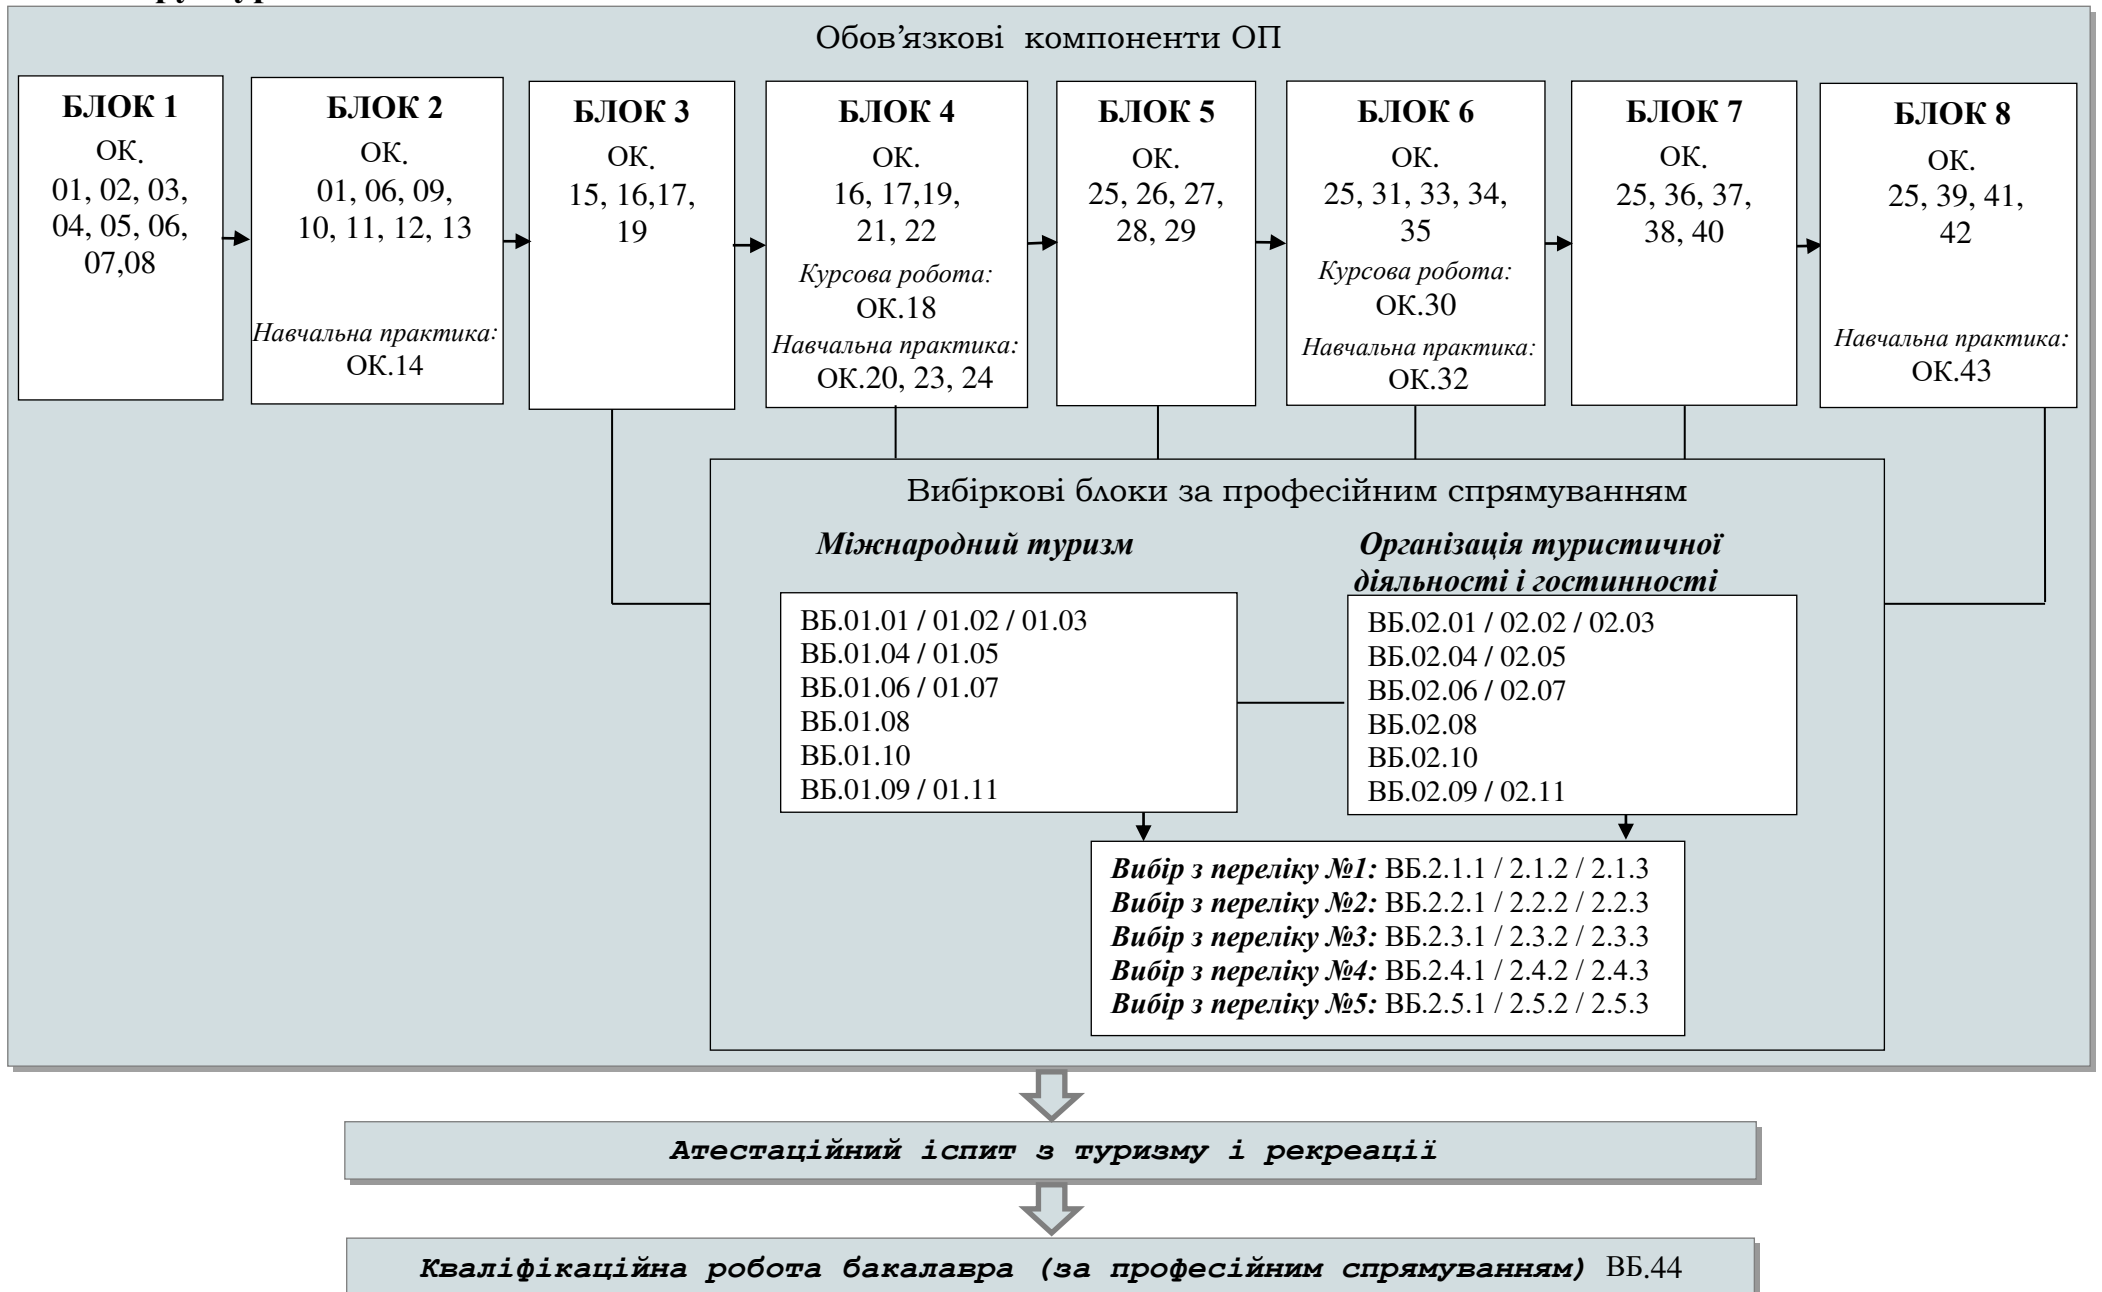 Обов’язкові компоненти ОП
БЛОК 1
ОК.
01, 02, 03,
04, 05, 06,
07,08
БЛОК 2
ОК.
01, 06, 09,
10, 11, 12, 13
Навчальна практика:
ОК.14
БЛОК 3
ОК.
15, 16,17,
19
БЛОК 4
ОК.
16, 17,19,
21, 22
Курсова робота:
ОК.18
Навчальна практика:
ОК.20, 23, 24
БЛОК 5
ОК.
25, 26, 27,
28, 29
БЛОК 6
ОК.
25, 31, 33, 34,
35
Курсова робота:
ОК.30
Навчальна практика:
ОК.32
БЛОК 7
ОК.
25, 36, 37,
38, 40
БЛОК 8
ОК.
25, 39, 41,
42
Навчальна практика:
ОК.43
Вибіркові блоки за професійним спрямуванням
Міжнародний туризм
ВБ.01.01 / 01.02 / 01.03
ВБ.01.04 / 01.05
ВБ.01.06 / 01.07
ВБ.01.08
ВБ.01.10
ВБ.01.09 / 01.11
Організація туристичної
діяльності і гостинності
ВБ.02.01 / 02.02 / 02.03
ВБ.02.04 / 02.05
ВБ.02.06 / 02.07
ВБ.02.08
ВБ.02.10
ВБ.02.09 / 02.11
Вибір з переліку №1: ВБ.2.1.1 / 2.1.2 / 2.1.3
Вибір з переліку №2: ВБ.2.2.1 / 2.2.2 / 2.2.3
Вибір з переліку №3: ВБ.2.3.1 / 2.3.2 / 2.3.3
Вибір з переліку №4: ВБ.2.4.1 / 2.4.2 / 2.4.3
Вибір з переліку №5: ВБ.2.5.1 / 2.5.2 / 2.5.3
Атестаційний іспит з туризму і рекреації
Кваліфікаційна робота бакалавра (за професійним спрямуванням) ВБ.44